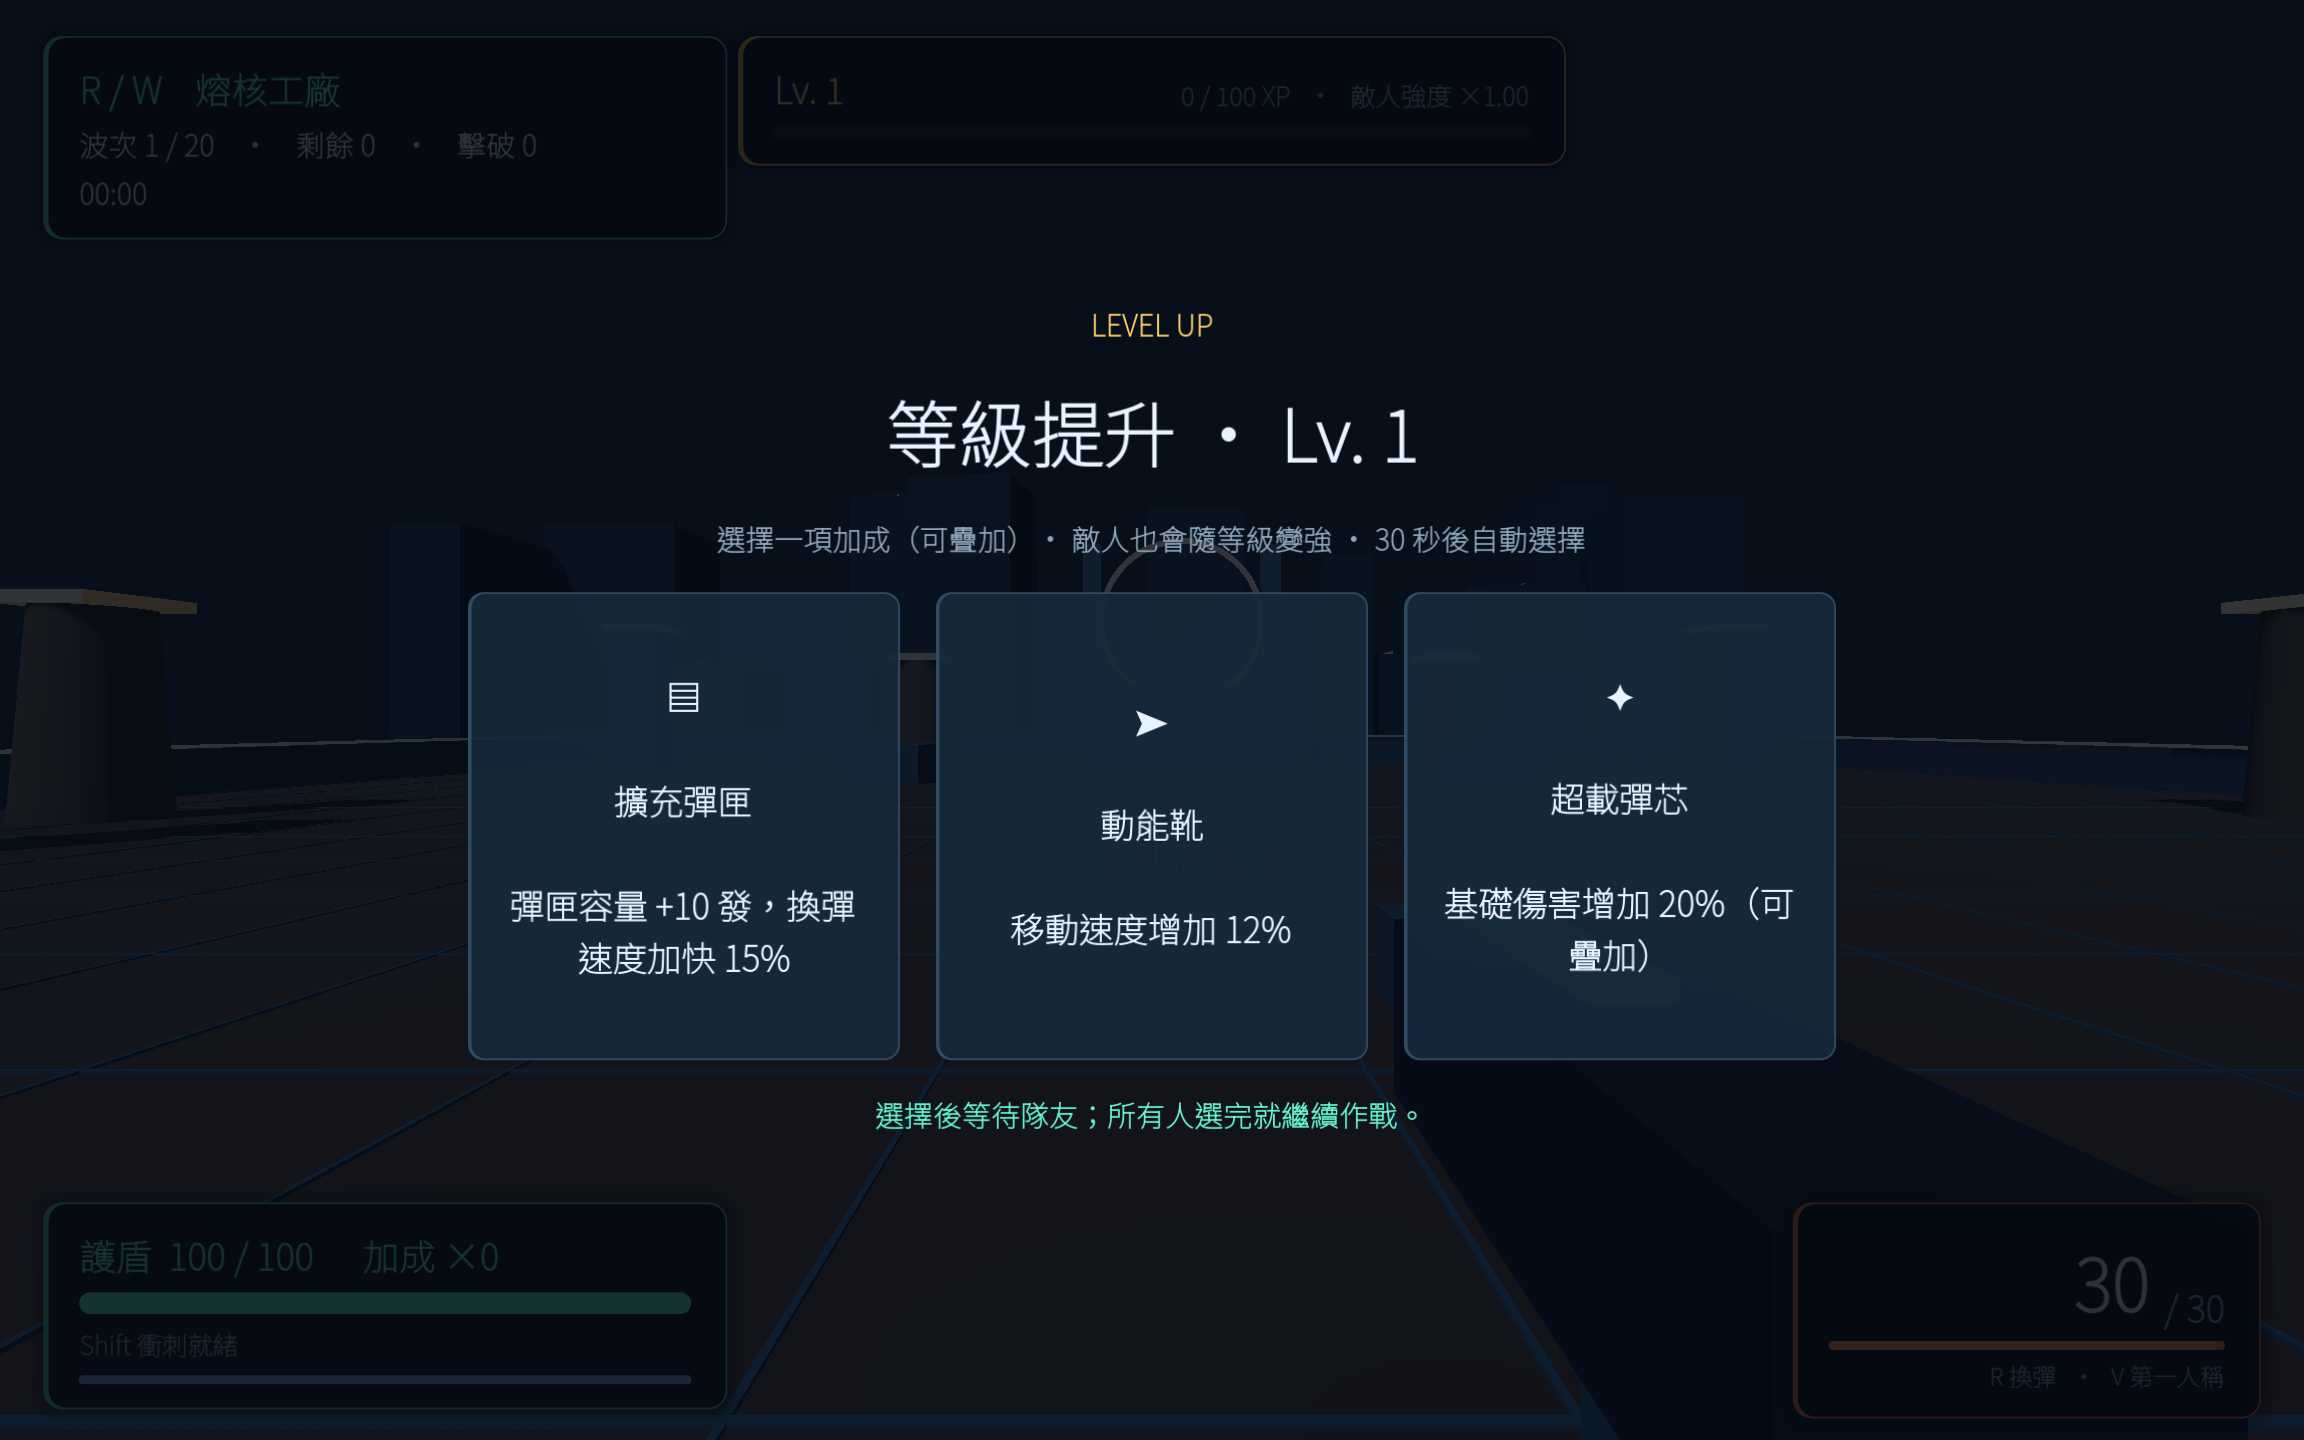 R / W 熔核工廠
波次 1 / 20 • 剩餘 0 • 擊破 0
00:00
Lv. 1
0 / 100 XP • 敵人強度 ×1.00
LEVEL UP
等級提升 • Lv. 1
選擇一項加成（可疊加） • 敵人也會隨等級變強 • 30 秒後自動選擇
擴充彈匣
彈匣容量 +10 發，換彈
速度加快 15%
動能靴
移動速度增加 12%
超載彈芯
基礎傷害增加 20%（可
疊加）
選擇後等待隊友；所有人選完就繼續作戰。
護盾 100 / 100 加成 ×0
Shift 衝刺就緒
30 / 30
R 換彈 • V 第一人稱